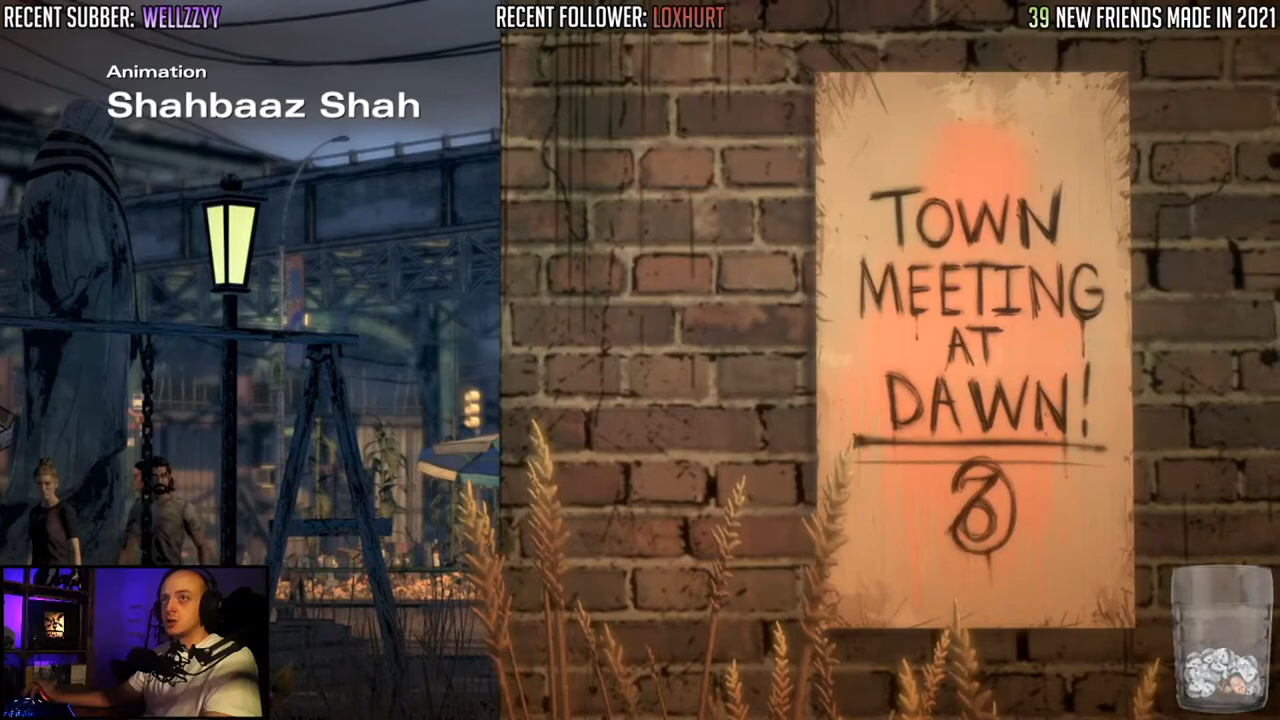 RECENT SUBBER: WELLZZYY
RECENT FOLLOWER: LOXHURT
39 NEW FRIENDS MADE IN 2021
Animation
Shahbaaz Shah
TOWN
MEETING
AT
DAWN!